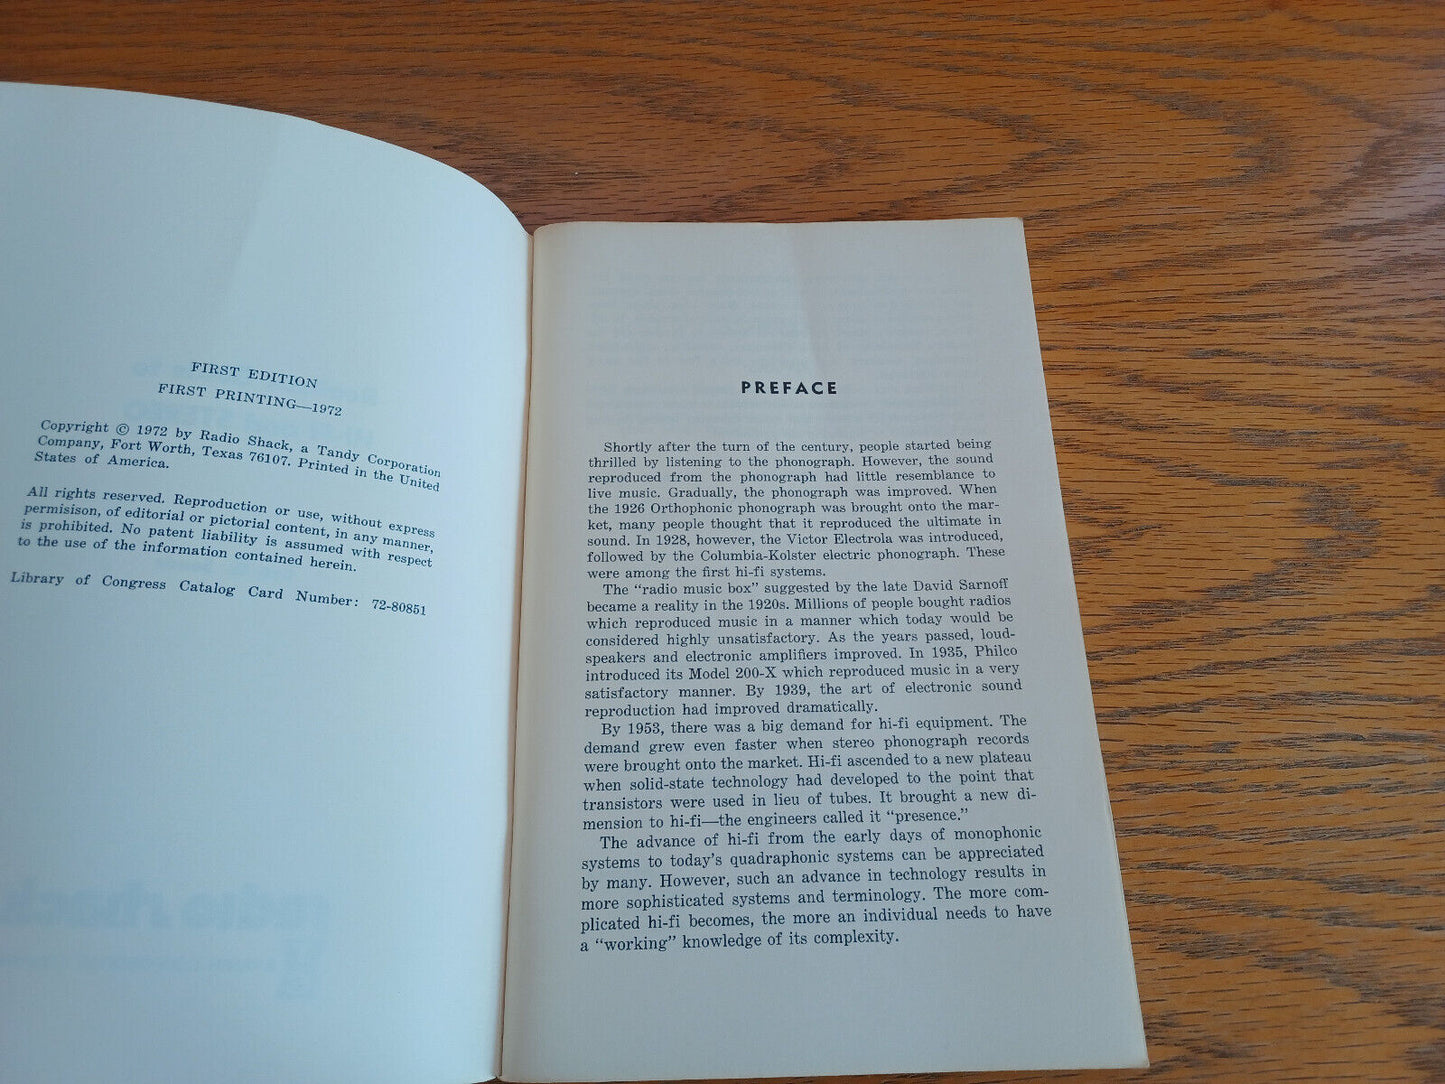 FIRST EDITION
FIRST PRINTING—1972
Copyright © 1972 by Radio Shack, a Tandy Corporation
Company, Fort Worth, Texas 76107. Printed in the United
States of America.
All rights reserved. Reproduction or use, without express
permisison, of editorial or pictorial content, in any manner,
is prohibited. No patent liability is assumed with respect
to the use of the information contained herein.
Library of Congress Catalog Card Number: 72-80851
PREFACE
Shortly after the turn of the century, people started being
thrilled by listening to the phonograph. However, the sound
reproduced from the phonograph had little resemblance to
live music. Gradually, the phonograph was improved. When
the 1926 Orthophonic phonograph was brought onto the mar-
ket, many people thought that it reproduced the ultimate in
sound. In 1928, however, the Victor Electrola was introduced,
followed by the Columbia-Kolster electric phonograph. These
were among the first hi-fi systems.
The “radio music box” suggested by the late David Sarnoff
became a reality in the 1920s. Millions of people bought radios
which reproduced music in a manner which today would be
considered highly unsatisfactory. As the years passed, loud-
speakers and electronic amplifiers improved. In 1935, Philco
introduced its Model 200-X which reproduced music in a very
satisfactory manner. By 1939, the art of electronic sound
reproduction had improved dramatically.
By 1953, there was a big demand for hi-fi equipment. The
demand grew even faster when stereo phonograph records
were brought onto the market. Hi-fi ascended to a new plateau
when solid-state technology had developed to the point that
transistors were used in lieu of tubes. It brought a new di-
mension to hi-fi—the engineers called it “presence.”
The advance of hi-fi from the early days of monophonic
systems to today’s quadraphonic systems can be appreciated
by many. However, such an advance in technology results in
more sophisticated systems and terminology. The more com-
plicated hi-fi becomes, the more an individual needs to have
a “working” knowledge of its complexity.